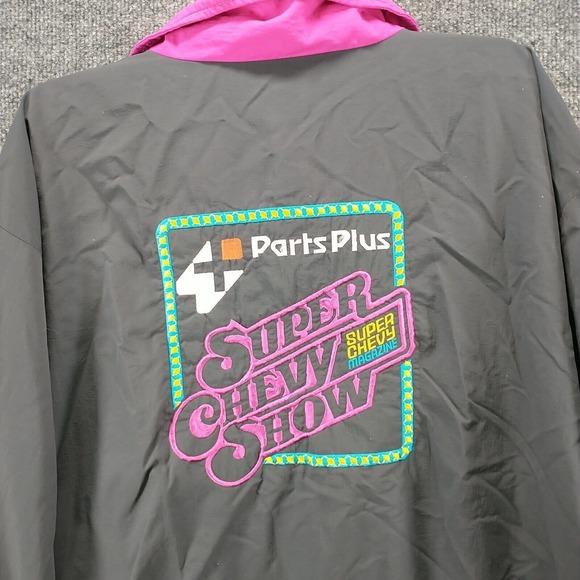 Parts Plus
SUPER
CHEVY
SHOW
SUPER
CHEVY
MAGAZINE